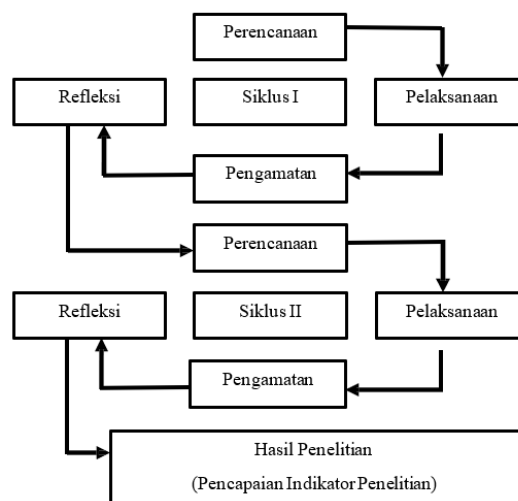 Perencanaan
Refleksi
Siklus I
Pelaksanaan
Pengamatan
Perencanaan
Refleksi
Siklus II
Pelaksanaan
Pengamatan
Hasil Penelitian
(Pencapaian Indikator Penelitian)